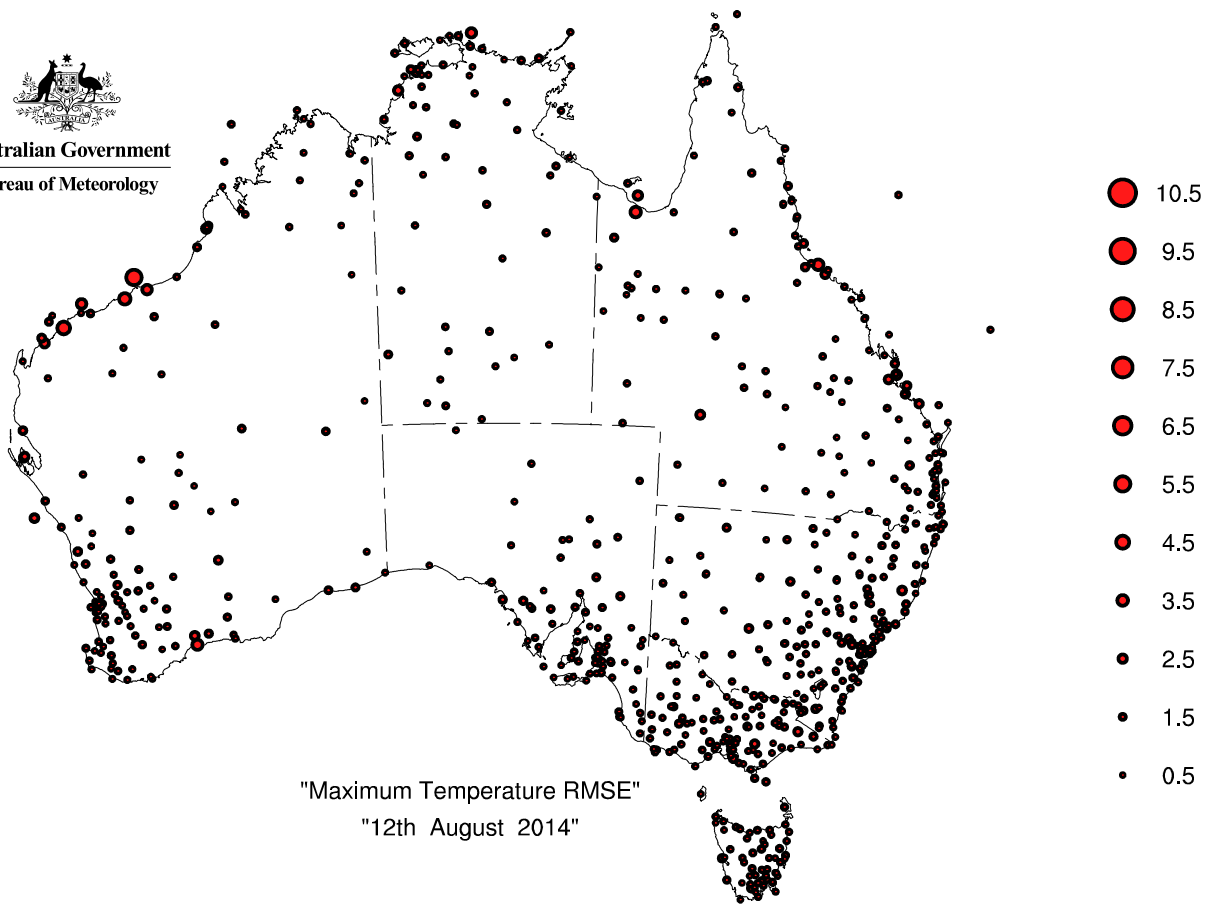 AUSTRALIA
tralian Government
reau of Meteorology
10.5
9.5
8.5
7.5
6.5
5.5
4.5
3.5
2.5
1.5
0.5
"Maximum Temperature RMSE"
"12th August 2014"